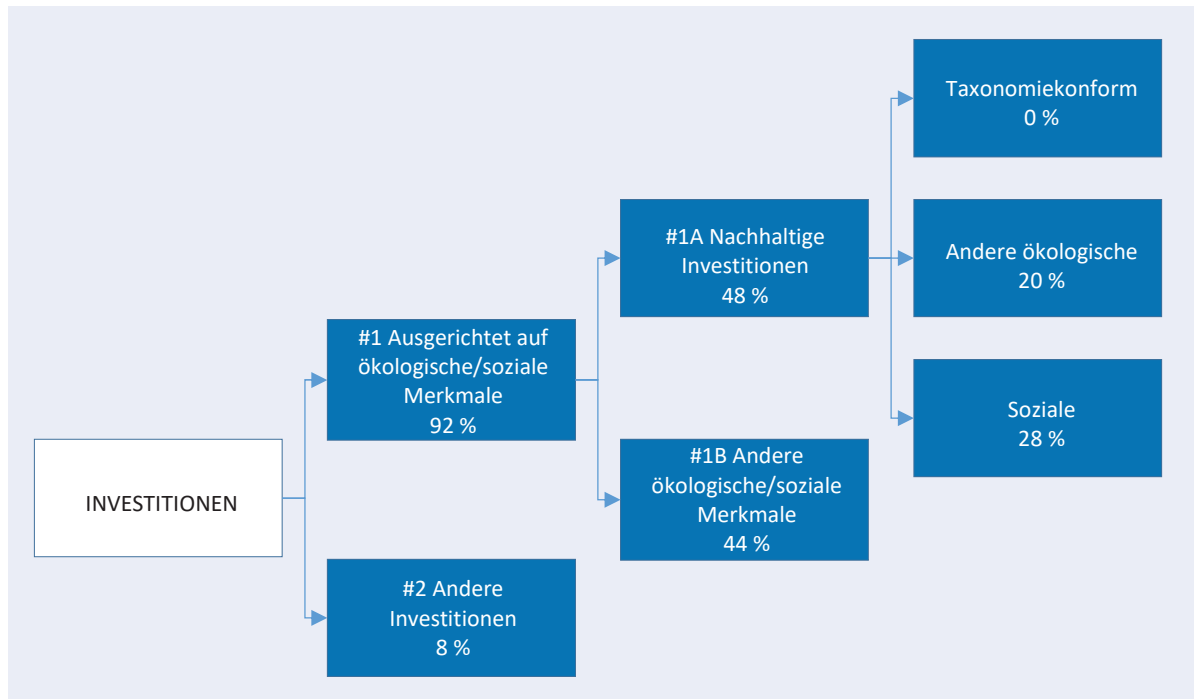 INVESTITIONEN
#1 Ausgerichtet auf
ökologische/soziale
Merkmale
92 %
#2 Andere
Investitionen
8 %
#1A Nachhaltige
Investitionen
48 %
#1B Andere
ökologische/soziale
Merkmale
44 %
Taxonomiekonform
0 %
Andere ökologische
20 %
Soziale
28 %